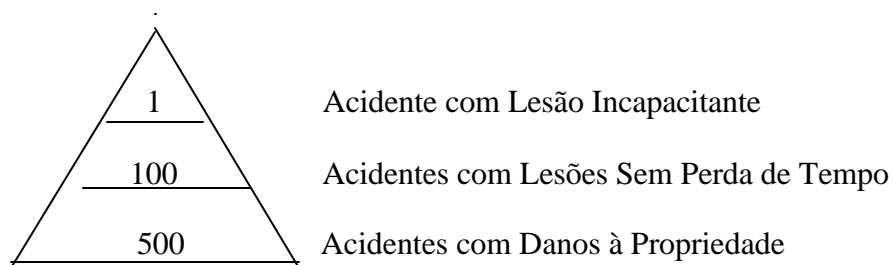 1 Acidente com Lesão Incapacitante
100 Acidentes com Lesões Sem Perda de Tempo
500 Acidentes com Danos à Propriedade